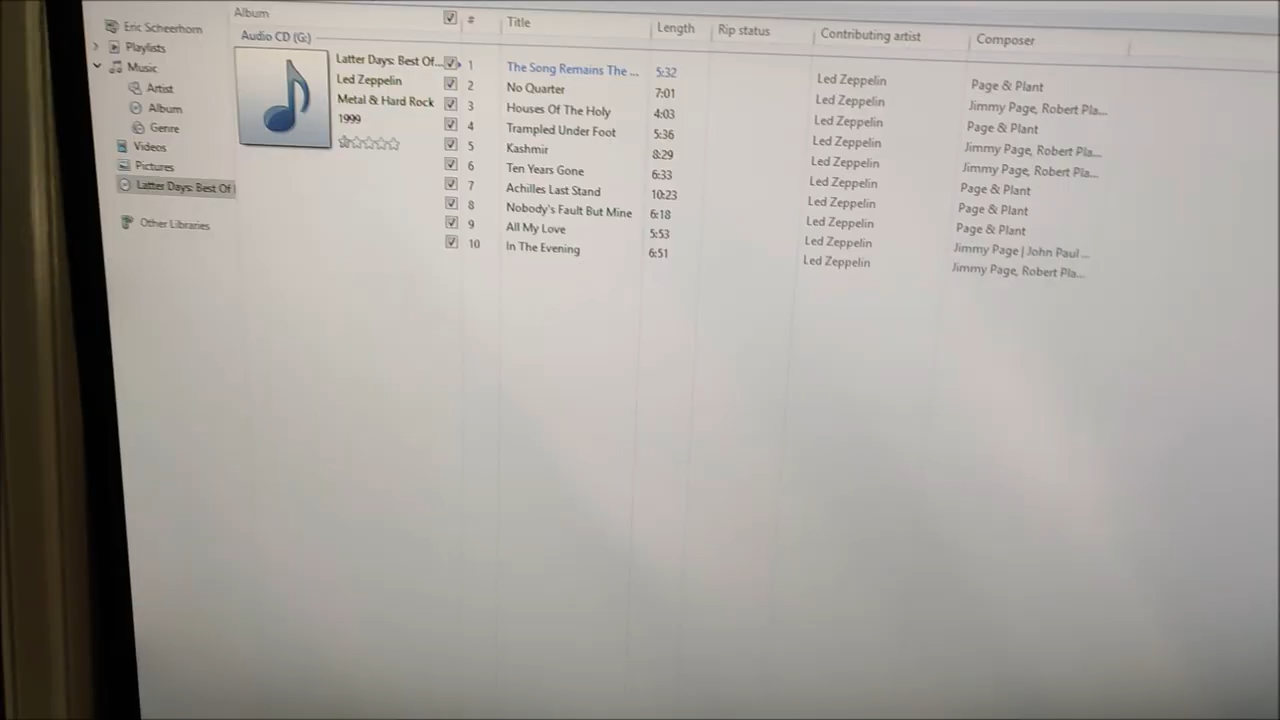 Album # Title Length Rip status Contributing artist Composer
Eric Scheerhorn
Playlists
Music
Artist
Album
Genre
Videos
Pictures
Latter Days: Best Of
Other Libraries
Audio CD (G:)
Latter Days: Best Of...
Led Zeppelin
Metal & Hard Rock
1999
1 The Song Remains The ... 5:32 Led Zeppelin Page & Plant
2 No Quarter 7:01 Led Zeppelin Jimmy Page, Robert Pla...
3 Houses Of The Holy 4:03 Led Zeppelin Page & Plant
4 Trampled Under Foot 5:36 Led Zeppelin Jimmy Page, Robert Pla...
5 Kashmir 8:29 Led Zeppelin Jimmy Page, Robert Pla...
6 Ten Years Gone 6:33 Led Zeppelin Page & Plant
7 Achilles Last Stand 10:23 Led Zeppelin Page & Plant
8 Nobody's Fault But Mine 6:18 Led Zeppelin Page & Plant
9 All My Love 5:53 Led Zeppelin Jimmy Page | John Paul ...
10 In The Evening 6:51 Led Zeppelin Jimmy Page, Robert Pla...